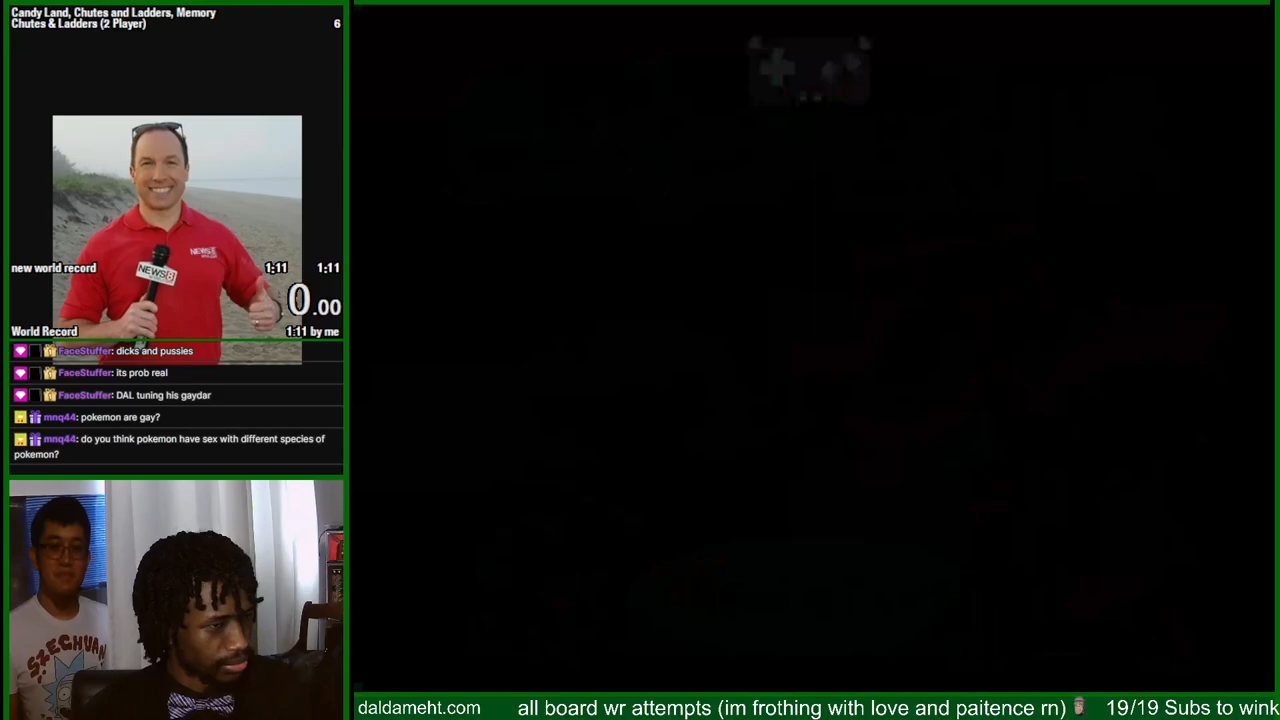 Candy Land, Chutes and Ladders, Memory
Chutes & Ladders (2 Player) 6
NEWS 8
NEWS8
new world record 1:11 1:11
0.00
World Record 1:11 by me
FaceStuffer: dicks and pussies
FaceStuffer: its prob real
FaceStuffer: DAL tuning his gaydar
mnq44: pokemon are gay?
mnq44: do you think pokemon have sex with different species of
pokemon?
SZECHUAN
daldameht.com all board wr attempts (im frothing with love and paitence rn) 19/19 Subs to wink